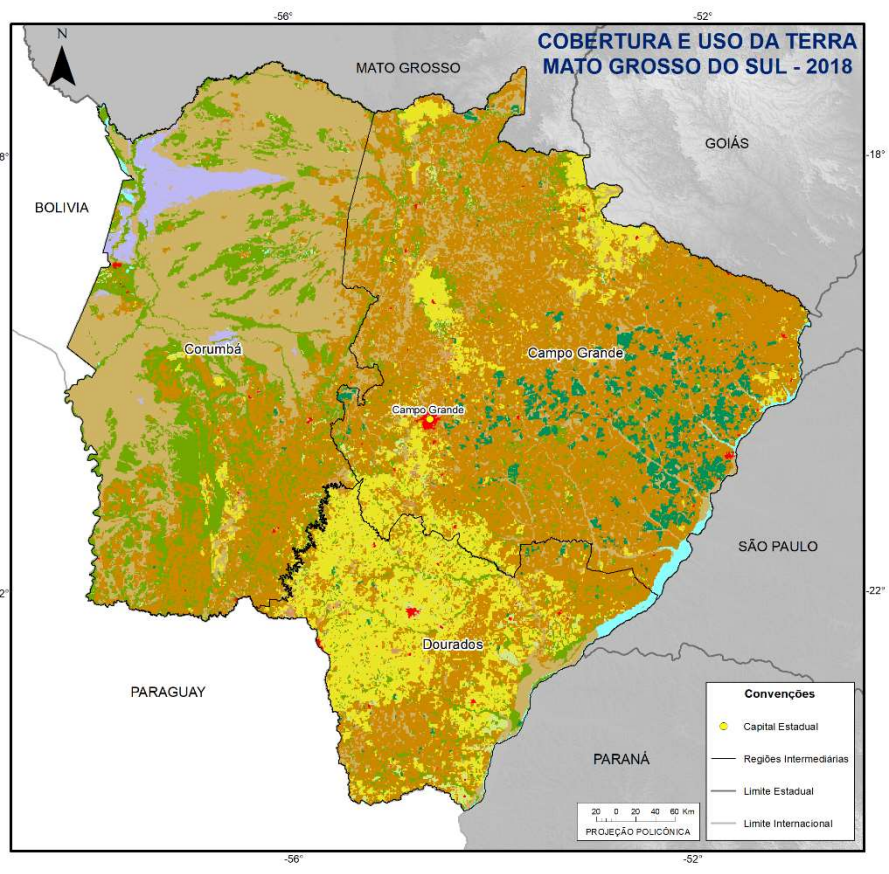 -56°
-52°
N
COBERTURA E USO DA TERRA
MATO GROSSO DO SUL - 2018
MATO GROSSO
GOIÁS
8°
-18°
BOLIVIA
Corumbá
Campo Grande
Campo Grande
SÃO PAULO
2°
-22°
Dourados
PARAGUAY
PARANÁ
Convenções
Capital Estadual
Regiões Intermediárias
Limite Estadual
Limite Internacional
20 0 20 40 60 Km
PROJEÇÃO POLICÔNICA
-56°
-52°